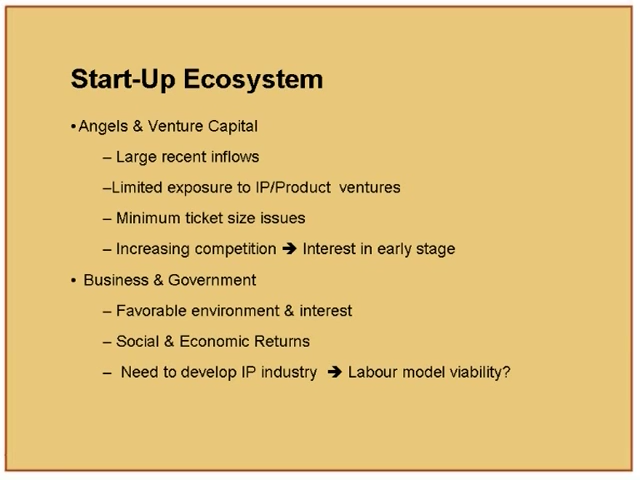 Start-Up Ecosystem
•Angels & Venture Capital
– Large recent inflows
–Limited exposure to IP/Product ventures
– Minimum ticket size issues
– Increasing competition ➔ Interest in early stage
• Business & Government
– Favorable environment & interest
– Social & Economic Returns
– Need to develop IP industry ➔ Labour model viability?